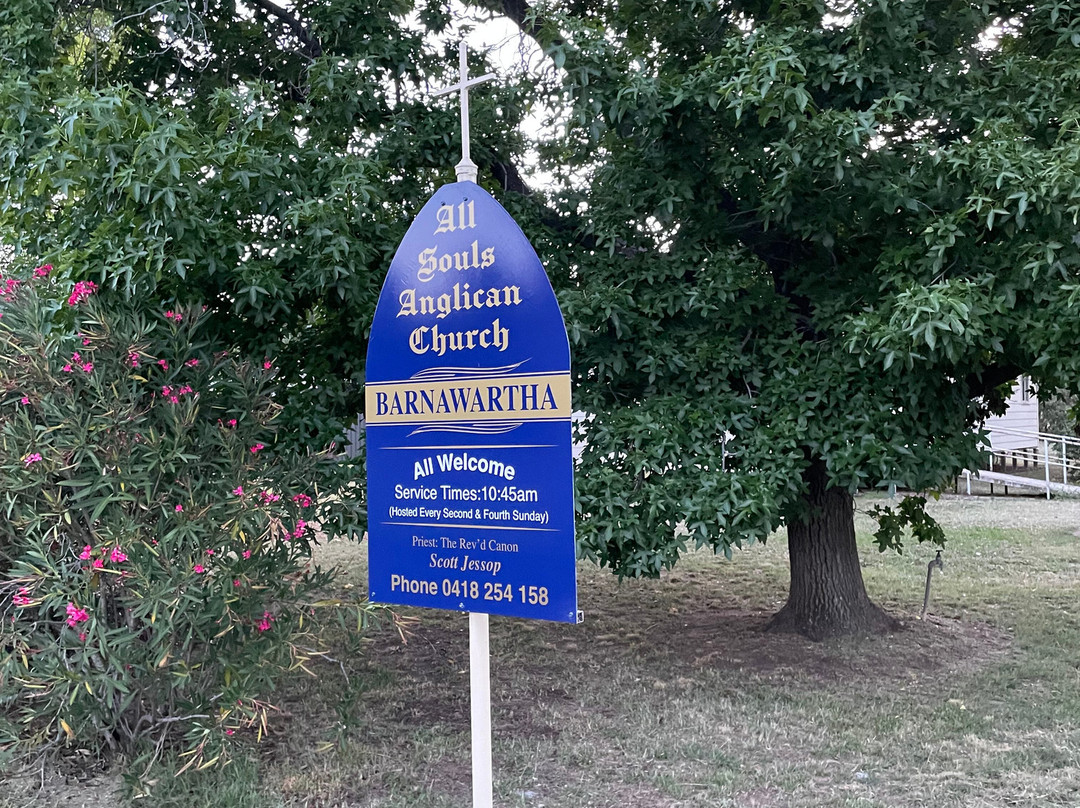 All
Souls
Anglican
Church
BARNAWARTHA
All Welcome
Service Times:10:45am
(Hosted Every Second & Fourth Sunday)
Priest: The Rev'd Canon
Scott Jessop
Phone 0418 254 158